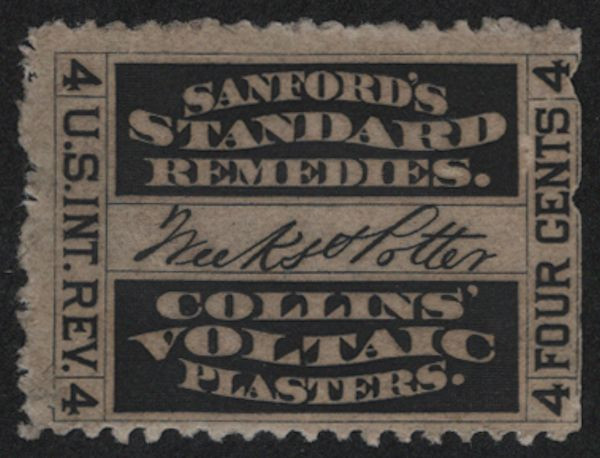 4 U.S. INT. REV. 4
SANFORD'S
STANDARD
REMEDIES.
Weeks & Potter
COLLINS'
VOLTAIC
PLASTERS.
4 FOUR CENTS 4